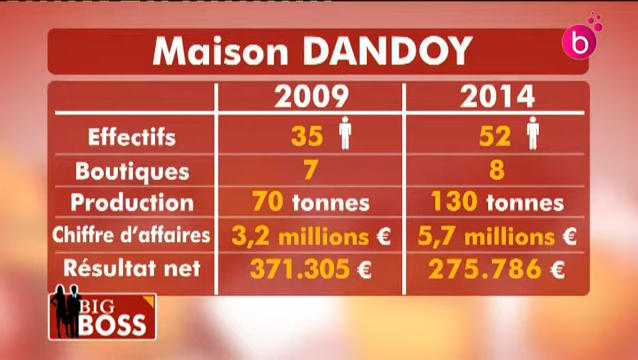 Maison DANDOY
b
2009 2014
Effectifs 35 52
Boutiques 7 8
Production 70 tonnes 130 tonnes
Chiffre d'affaires 3,2 millions € 5,7 millions €
Résultat net 371.305 € 275.786 €
BIG
BOSS